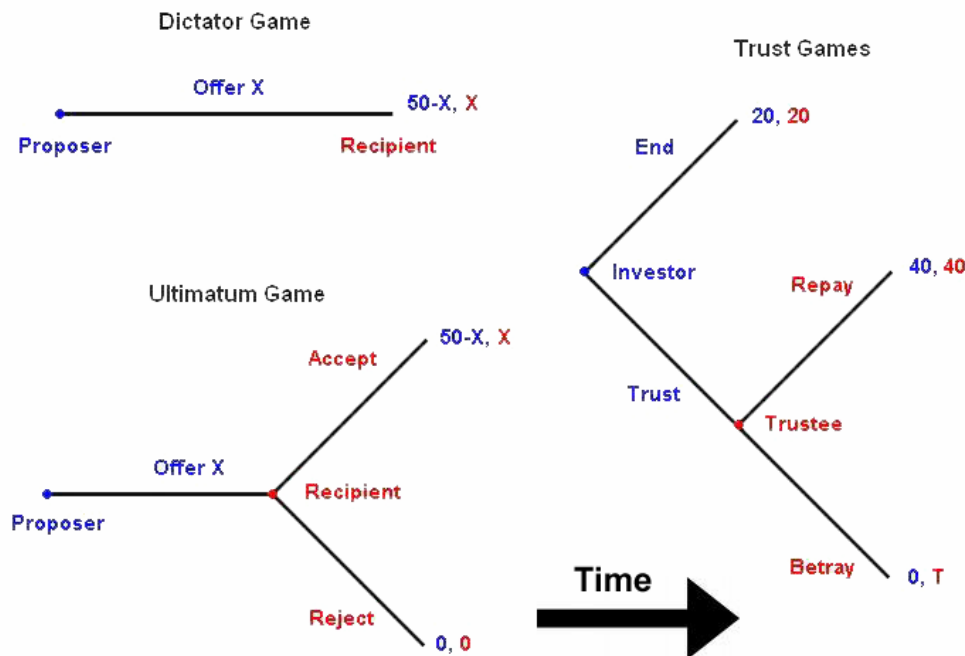 Dictator Game
Offer X
50-X, X
Proposer
Recipient
Ultimatum Game
Accept
50-X, X
Offer X
Recipient
Proposer
Reject
0, 0
Trust Games
20, 20
End
Investor
40, 40
Repay
Trust
Trustee
Betray
0, T
Time